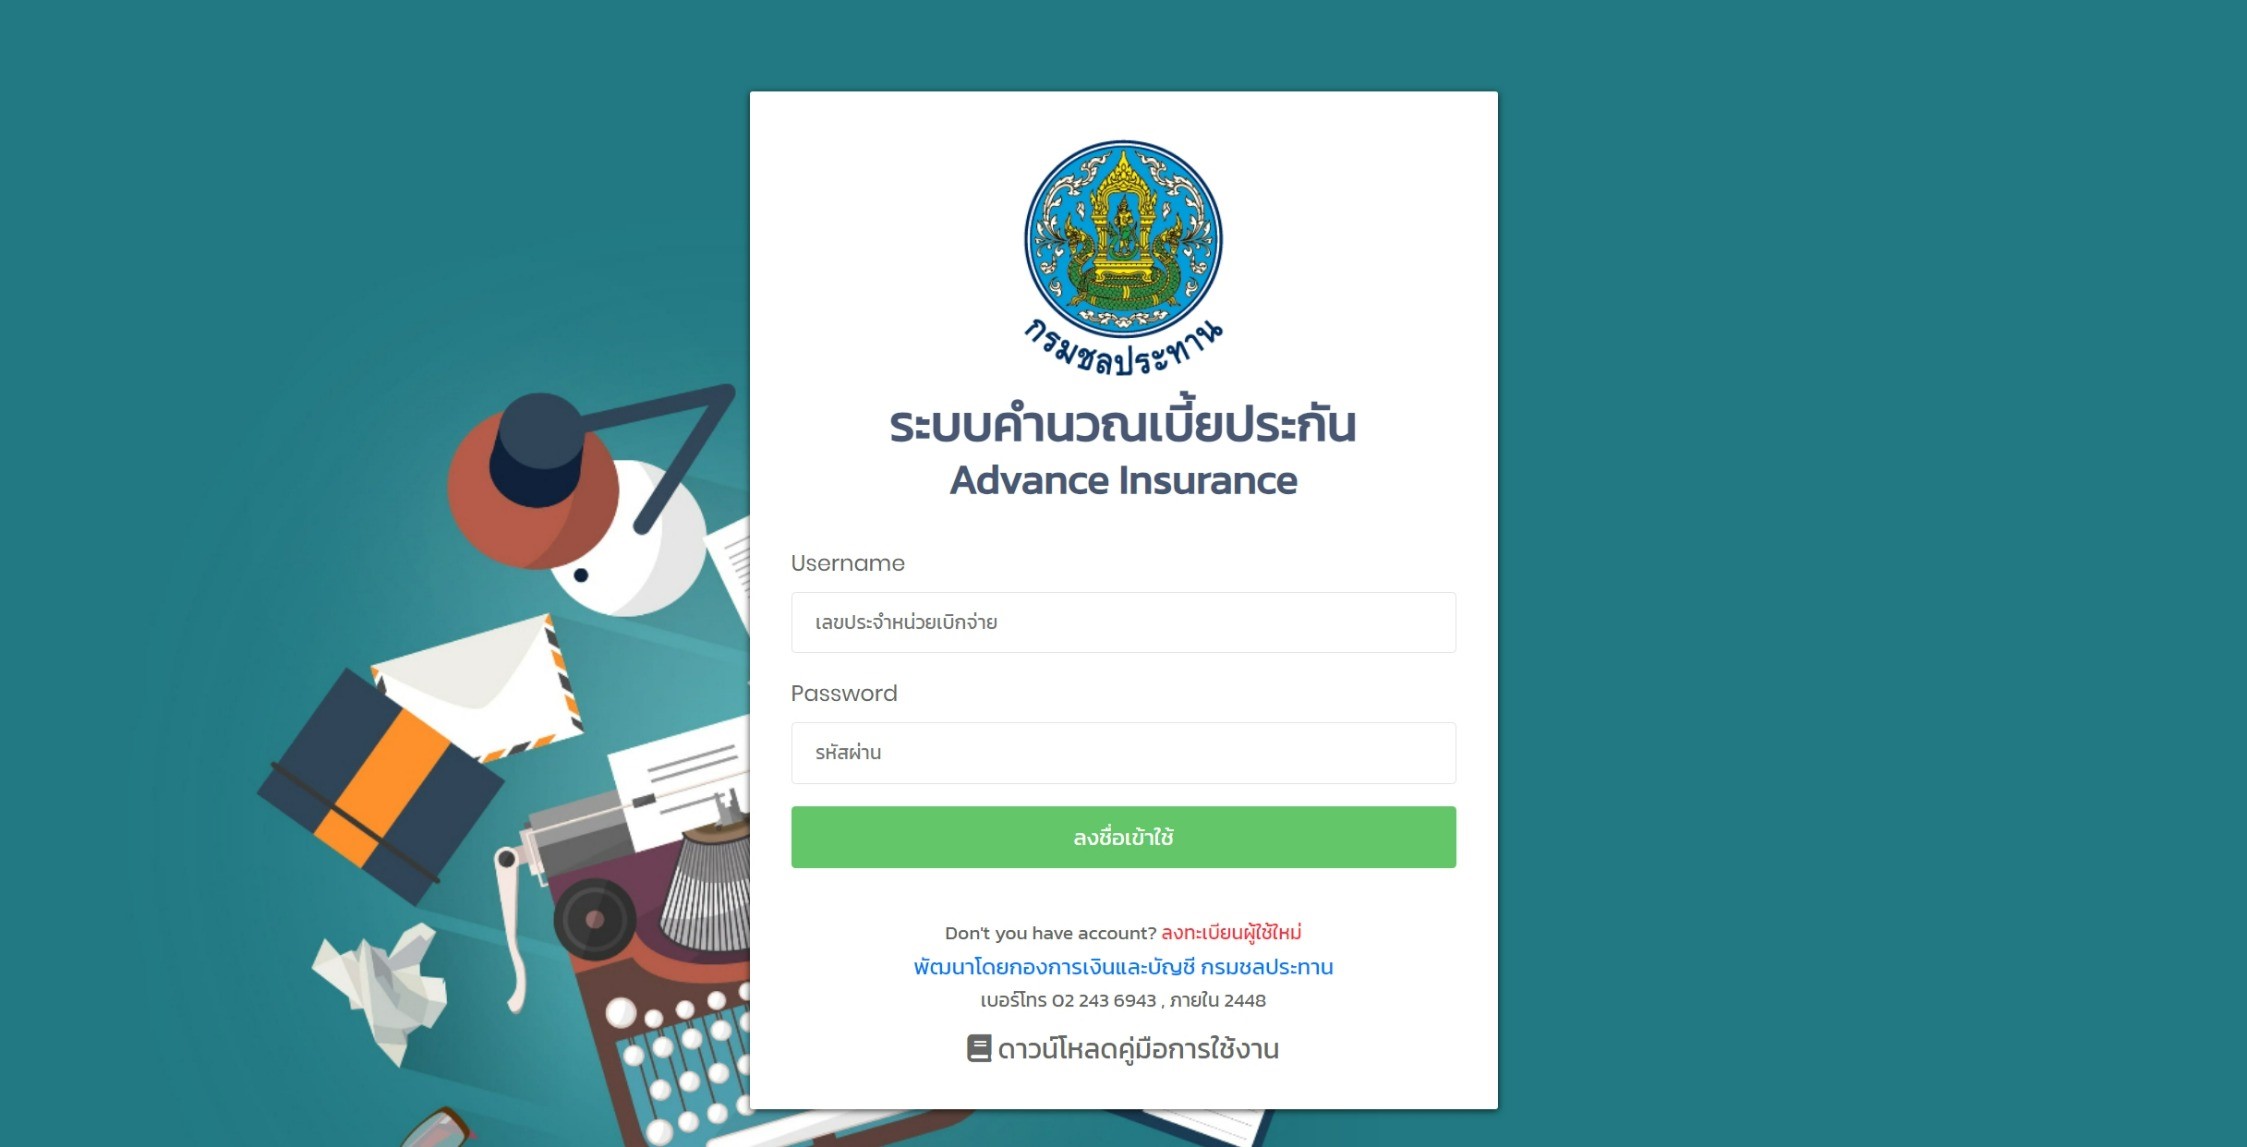 กรมชลประทาน
ระบบคำนวณเบี้ยประกัน
Advance Insurance
Username
เลขประจำหน่วยเบิกจ่าย
Password
รหัสผ่าน
ลงชื่อเข้าใช้
Don't you have account? ลงทะเบียนผู้ใช้ใหม่
พัฒนาโดยกองการเงินและบัญชี กรมชลประทาน
เบอร์โทร 02 243 6943 , ภายใน 2448
ดาวน์โหลดคู่มือการใช้งาน